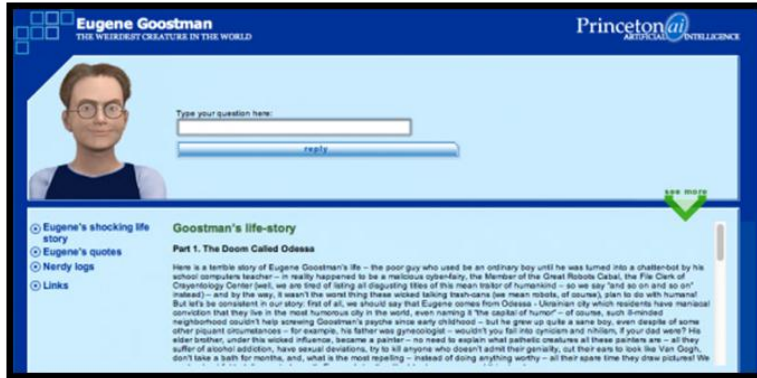 Eugene Goostman
THE WEIRDEST CREATURE IN THE WORLD
Princeton ai
ARTIFICIAL INTELLIGENCE
Type your question here:
reply
see more
Eugene's shocking life
story
Eugene's quotes
Nerdy logs
Links
Goostman's life-story
Part 1. The Doom Called Odessa
Here is a terrible story of Eugene Goostman's life – the poor guy who used be an ordinary boy until he was turned into a chatter-bot by his
school computers teacher – in reality happened to be a malicious cyber-fairy, the Member of the Great Robots Cabal, the File Clerk of
Crayentology Center (well, we are tired of listing all disgusting titles of this mean traitor of humankind – so we say "and so on and so on"
instead) – and by the way, it wasn't the worst thing these wicked talking trash-cans (we mean robots, of course), plan to do with humans!
But let's be consistent in our story: first of all, we should say that Eugene comes from Odessa - Ukrainian city which residents have maniacal
conviction that they live in the most humorous city in the world, even naming it "the capital of humor" – of course, such ill-minded
neighborhood couldn't help screwing Goostman's psyche since early childhood – but he grew up quite a sane boy, even despite of some
other piquant circumstances – for example, his father was gynecologist – wouldn't you fall into cynicism and nihilism, if your dad were? His
elder brother, under this wicked influence, became a painter – no need to explain what pathetic creatures all these painters are – all they
suffer of alcohol addiction, have sexual deviations, try to kill anyone who doesn't admit their geniality, cut their ears to look like Van Gogh,
don't take a bath for months, and, what is the most repelling – instead of doing anything worthy – all their spare time they draw pictures! We